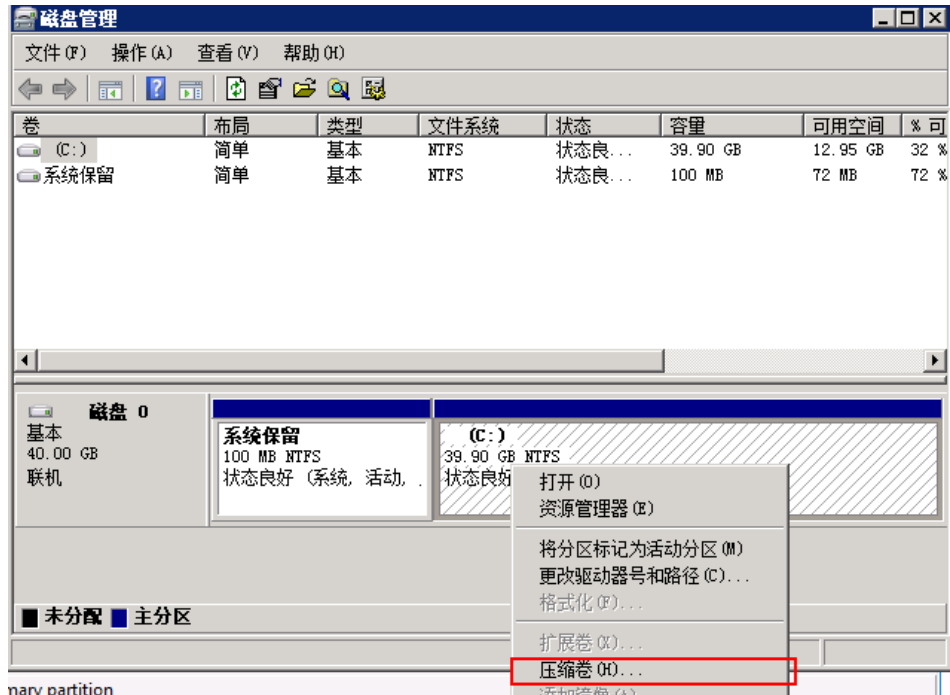 磁盘管理
文件(F) 操作(A) 查看(V) 帮助(H)
卷 布局 类型 文件系统 状态 容量 可用空间 % 可
(C:) 简单 基本 NTFS 状态良... 39.90 GB 12.95 GB 32 %
系统保留 简单 基本 NTFS 状态良... 100 MB 72 MB 72 %
磁盘 0
基本
40.00 GB
联机
系统保留
100 MB NTFS
状态良好 (系统, 活动, .
(C:)
39.90 GB NTFS
状态良好
打开(O)
资源管理器(E)
将分区标记为活动分区(M)
更改驱动器号和路径(C)...
格式化(F)...
扩展卷(X)...
压缩卷(H)...
添加镜像(A)...
未分配 主分区
mary partition